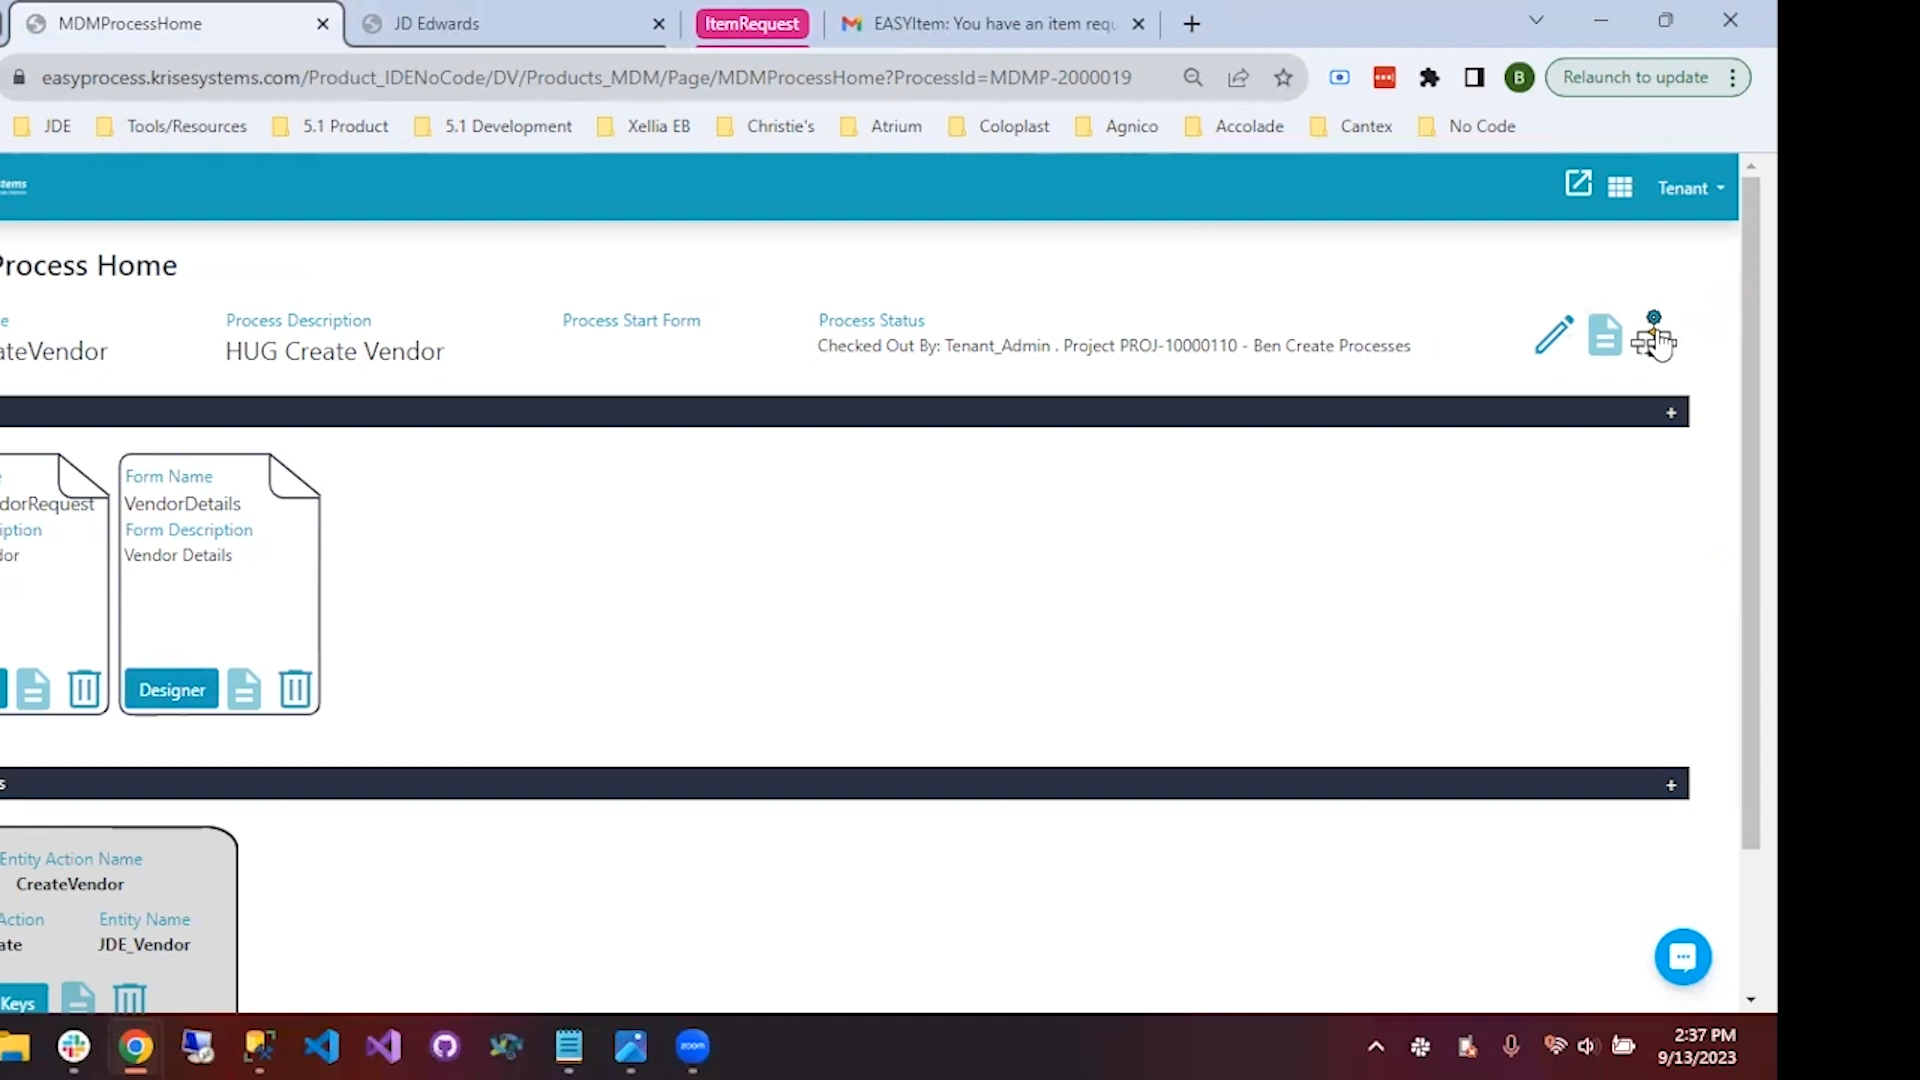 MDMProcessHome
JD Edwards
ItemRequest
EASYItem: You have an item requ
easyprocess.krisesystems.com/Product_IDENoCode/DV/Products_MDM/Page/MDMProcessHome?ProcessId=MDMP-2000019
B
Relaunch to update
JDE
Tools/Resources
5.1 Product
5.1 Development
Xellia EB
Christie's
Atrium
Coloplast
Agnico
Accolade
Cantex
No Code
stems
Tenant
Process Home
e
Process Description
Process Start Form
Process Status
ateVendor
HUG Create Vendor
Checked Out By: Tenant_Admin . Project PROJ-10000110 - Ben Create Processes
+
Form Name
dorRequest
VendorDetails
iption
Form Description
dor
Vendor Details
Designer
s
+
Entity Action Name
CreateVendor
Action
Entity Name
ate
JDE_Vendor
Keys
zoom
2:37 PM
9/13/2023